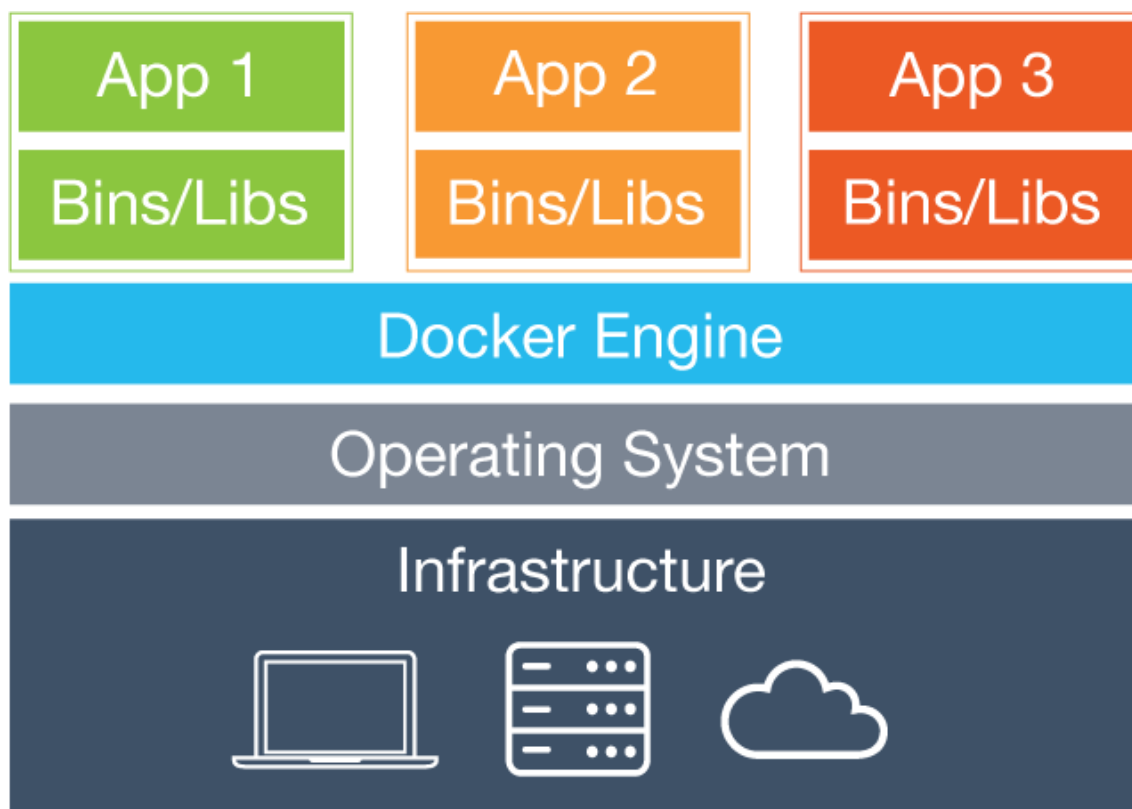 App 1
App 2
App 3
Bins/Libs
Bins/Libs
Bins/Libs
Docker Engine
Operating System
Infrastructure